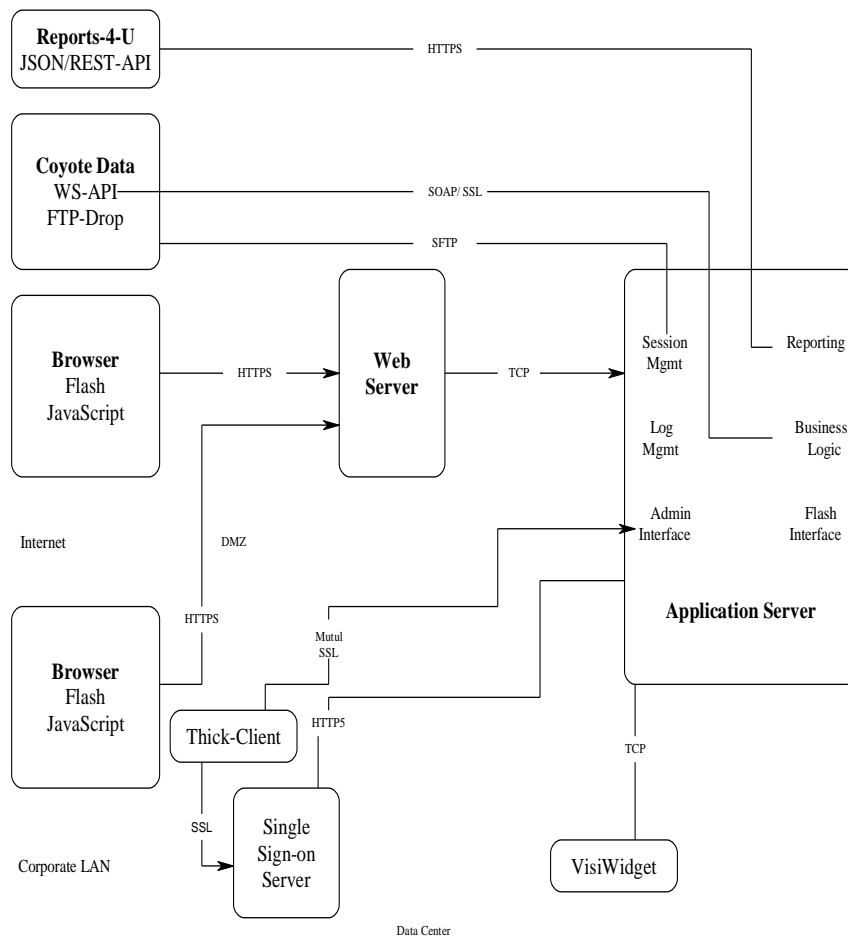 Reports-4-U
JSON/REST-API
HTTPS
Coyote Data
WS-API
FTP-Drop
SOAP/ SSL
SFTP
Browser
Flash
JavaScript
HTTPS
Web
Server
TCP
Session
Mgmt
Reporting
Log
Mgmt
Business
Logic
Admin
Interface
Flash
Interface
Application Server
Internet
DMZ
HTTPS
Browser
Flash
JavaScript
Mutul
SSL
Thick-Client
HTTP5
TCP
SSL
Single
Sign-on
Server
VisiWidget
Corporate LAN
Data Center